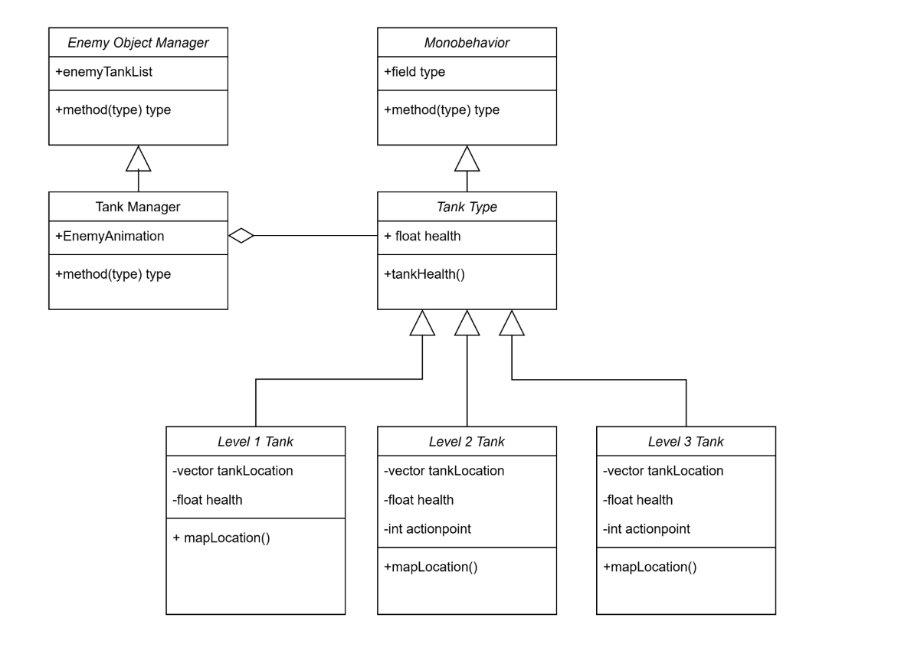 Enemy Object Manager
+enemyTankList
+method(type) type
Monobehavior
+field type
+method(type) type
Tank Manager
+EnemyAnimation
+method(type) type
Tank Type
+ float health
+tankHealth()
Level 1 Tank
-vector tankLocation
-float health
+ mapLocation()
Level 2 Tank
-vector tankLocation
-float health
-int actionpoint
+mapLocation()
Level 3 Tank
-vector tankLocation
-float health
-int actionpoint
+mapLocation()